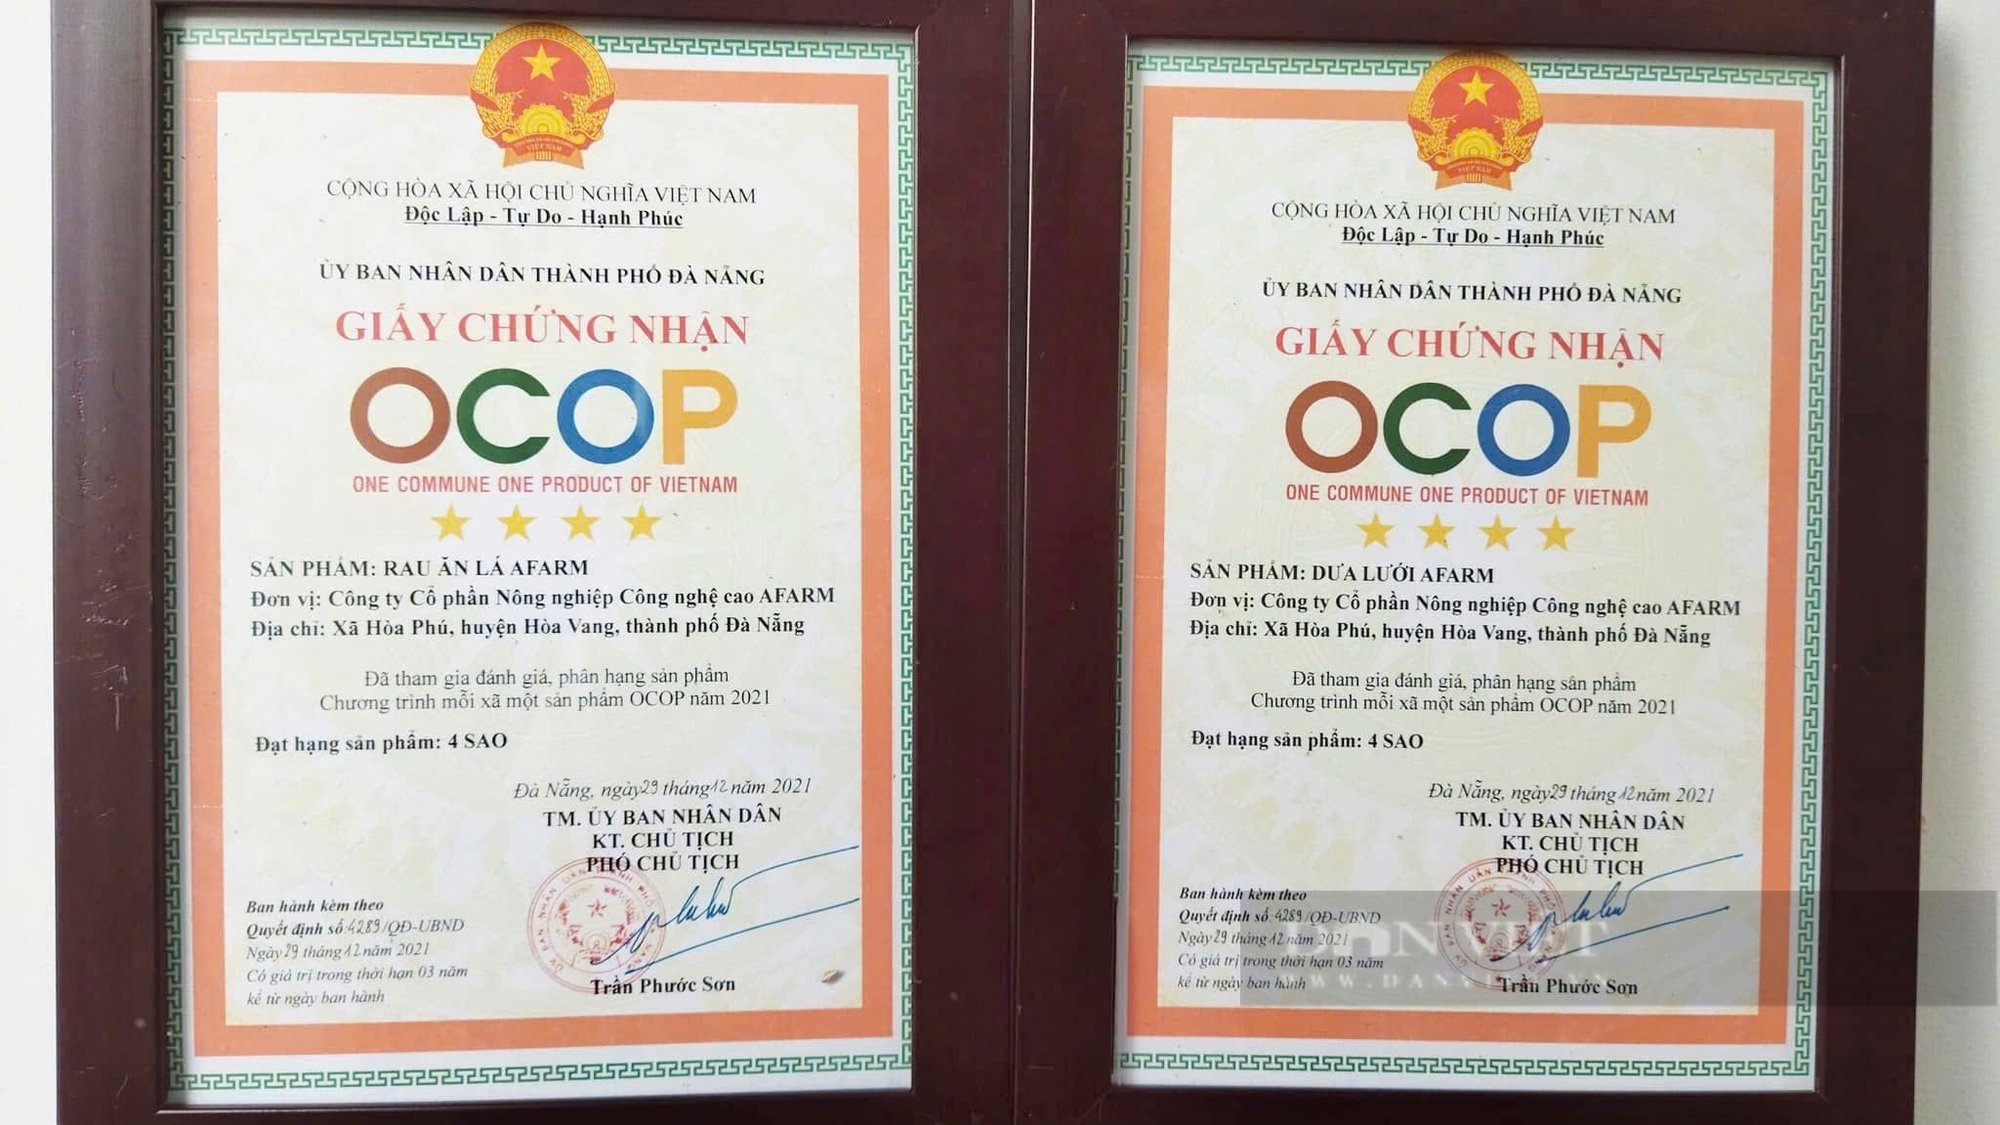 CỘNG HÒA XÃ HỘI CHỦ NGHĨA VIỆT NAM
Độc Lập - Tự Do - Hạnh Phúc
ỦY BAN NHÂN DÂN THÀNH PHỐ ĐÀ NẴNG
GIẤY CHỨNG NHẬN
OCOP
ONE COMMUNE ONE PRODUCT OF VIETNAM
SẢN PHẨM: RAU ĂN LÁ AFARM
Đơn vị: Công ty Cổ phần Nông nghiệp Công nghệ cao AFARM
Địa chỉ: Xã Hòa Phú, huyện Hòa Vang, thành phố Đà Nẵng
Đã tham gia đánh giá, phân hạng sản phẩm
Chương trình mỗi xã một sản phẩm OCOP năm 2021
Đạt hạng sản phẩm: 4 SAO
Đà Nẵng, ngày 29 tháng 12 năm 2021
TM. ỦY BAN NHÂN DÂN
KT. CHỦ TỊCH
PHÓ CHỦ TỊCH
Ban hành kèm theo
Quyết định số: 4289/QĐ-UBND
Ngày 29 tháng 12 năm 2021
Có giá trị trong thời hạn 03 năm
kể từ ngày ban hành
Trần Phước Sơn
CỘNG HÒA XÃ HỘI CHỦ NGHĨA VIỆT NAM
Độc Lập - Tự Do - Hạnh Phúc
ỦY BAN NHÂN DÂN THÀNH PHỐ ĐÀ NẴNG
GIẤY CHỨNG NHẬN
OCOP
ONE COMMUNE ONE PRODUCT OF VIETNAM
SẢN PHẨM: DƯA LƯỚI AFARM
Đơn vị: Công ty Cổ phần Nông nghiệp Công nghệ cao AFARM
Địa chỉ: Xã Hòa Phú, huyện Hòa Vang, thành phố Đà Nẵng
Đã tham gia đánh giá, phân hạng sản phẩm
Chương trình mỗi xã một sản phẩm OCOP năm 2021
Đạt hạng sản phẩm: 4 SAO
Đà Nẵng, ngày 29 tháng 12 năm 2021
TM. ỦY BAN NHÂN DÂN
KT. CHỦ TỊCH
PHÓ CHỦ TỊCH
Ban hành kèm theo
Quyết định số: 4289/QĐ-UBND
Ngày 29 tháng 12 năm 2021
Có giá trị trong thời hạn 03 năm
kể từ ngày ban hành
Trần Phước Sơn